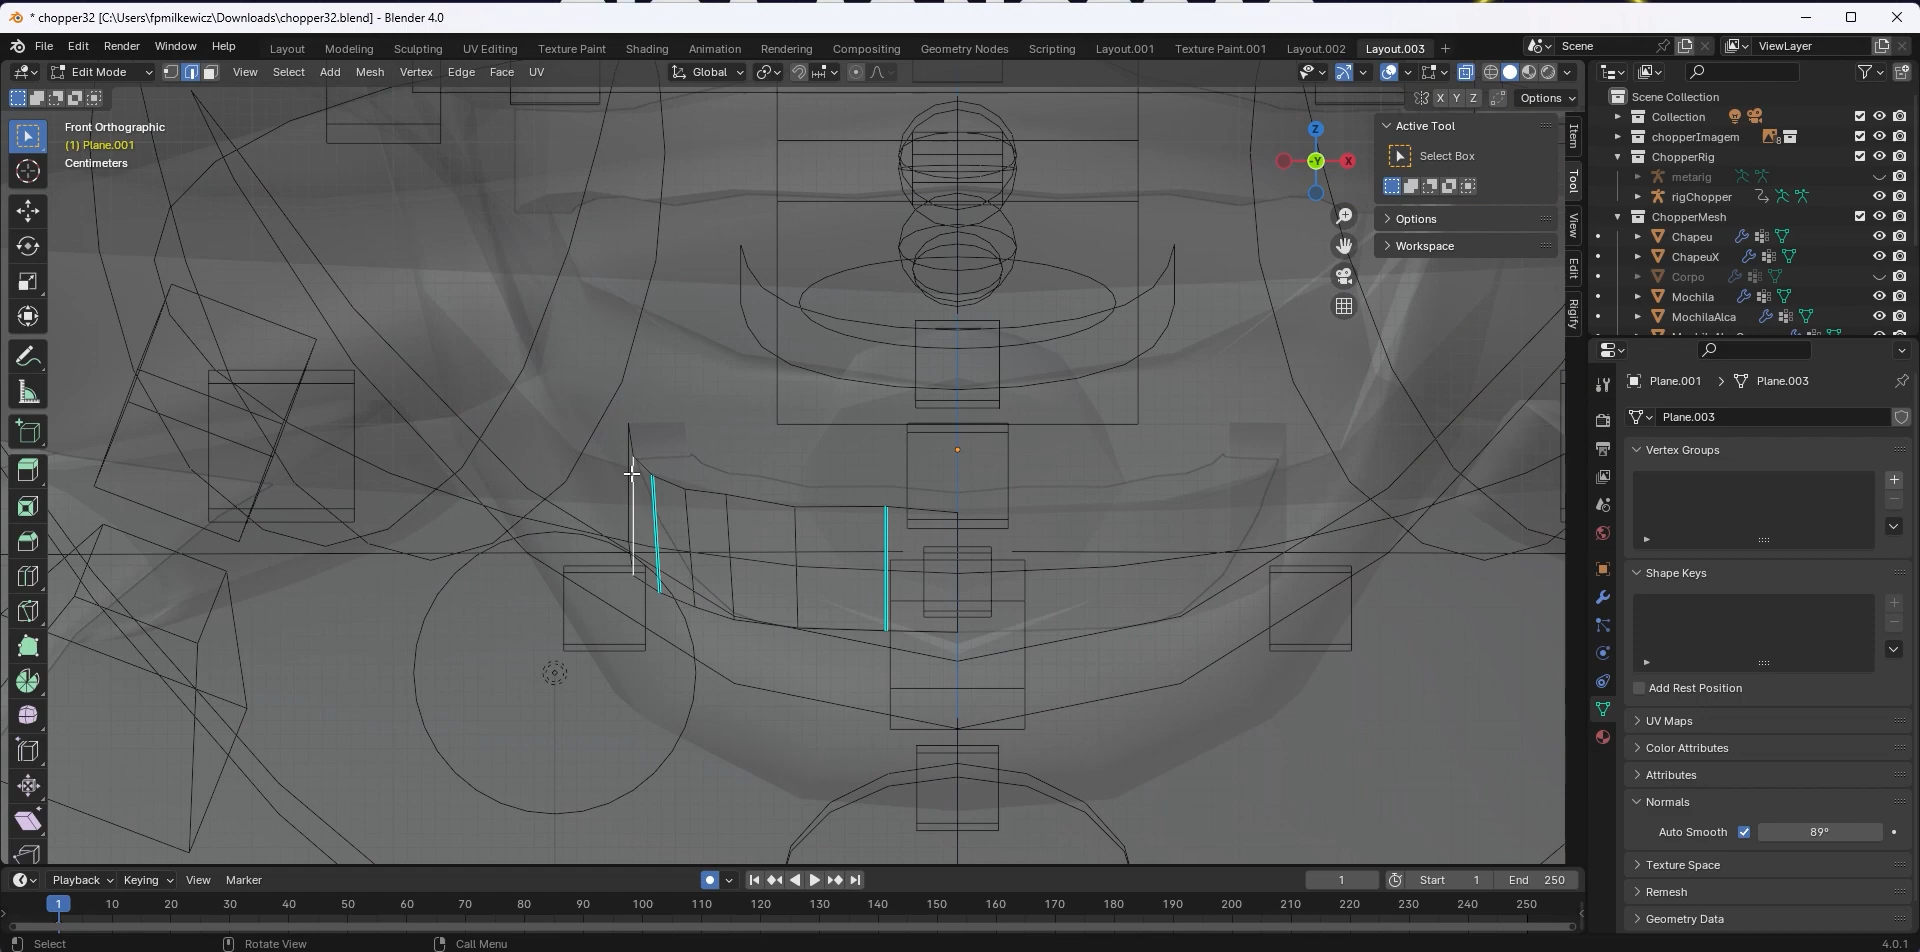 * chopper32 [C:\Users\fpmilkewicz\Downloads\chopper32.blend] - Blender 4.0
File Edit Render Window Help
Layout Modeling Sculpting UV Editing Texture Paint Shading Animation Rendering Compositing Geometry Nodes Scripting Layout.001 Texture Paint.001 Layout.002 Layout.003 +
Scene
ViewLayer
Edit Mode
View Select Add Mesh Vertex Edge Face UV
Global
X Y Z
Options
Front Orthographic
(1) Plane.001
Centimeters
Z
-Y
X
Active Tool
Select Box
Options
Workspace
Item
Tool
View
Edit
Rigify
Scene Collection
Collection
chopperImagem
8
ChopperRig
metarig
rigChopper
ChopperMesh
Chapeu
ChapeuX
Corpo
Mochila
MochilaAlca
Plane.001
Plane.003
Plane.003
Vertex Groups
Shape Keys
Add Rest Position
UV Maps
Color Attributes
Attributes
Normals
Auto Smooth 89°
Texture Space
Remesh
Geometry Data
Playback Keying View Marker
1
Start 1
End 250
1 10 20 30 40 50 60 70 80 90 100 110 120 130 140 150 160 170 180 190 200 210 220 230 240 250
Select
Rotate View
Call Menu
4.0.1